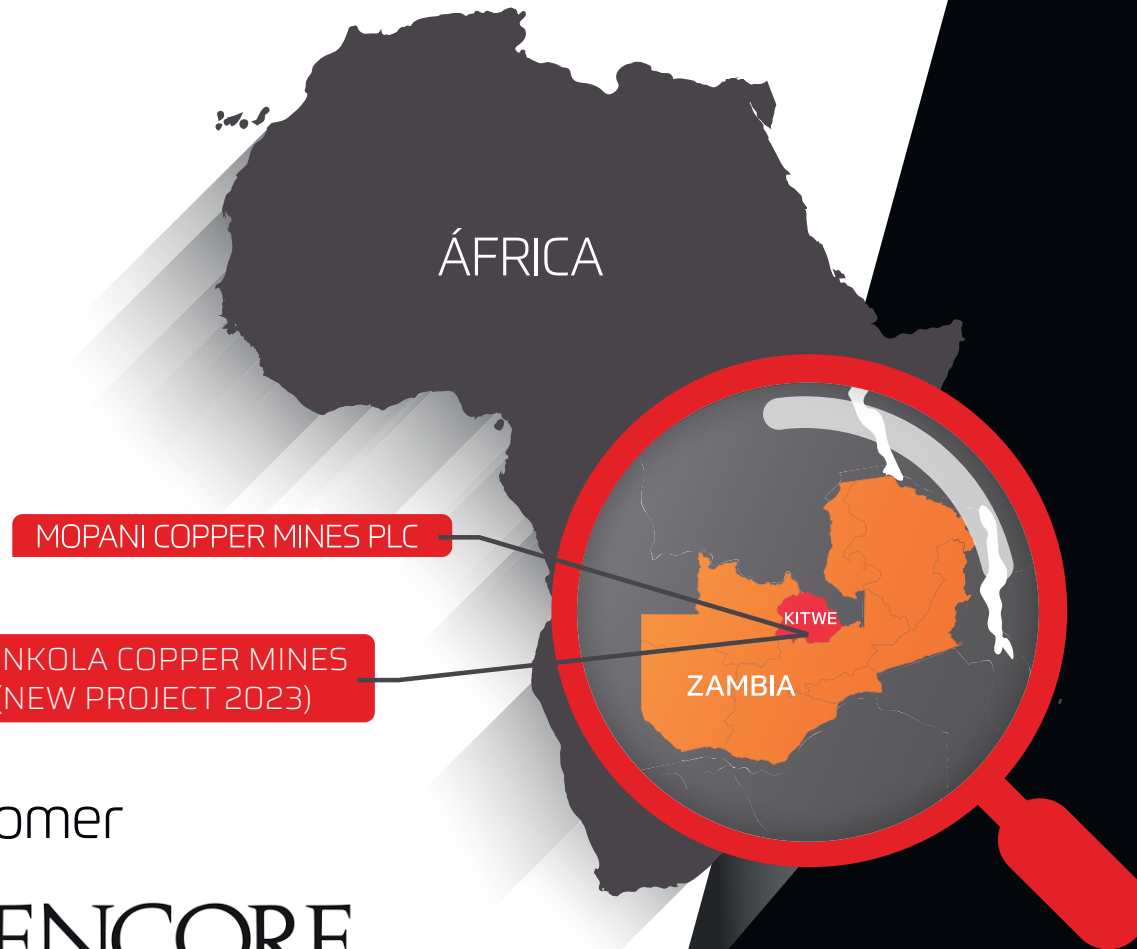 ÁFRICA
MOPANI COPPER MINES PLC
KITWE
NKOLA COPPER MINES
(NEW PROJECT 2023)
ZAMBIA
omer
ENCORE